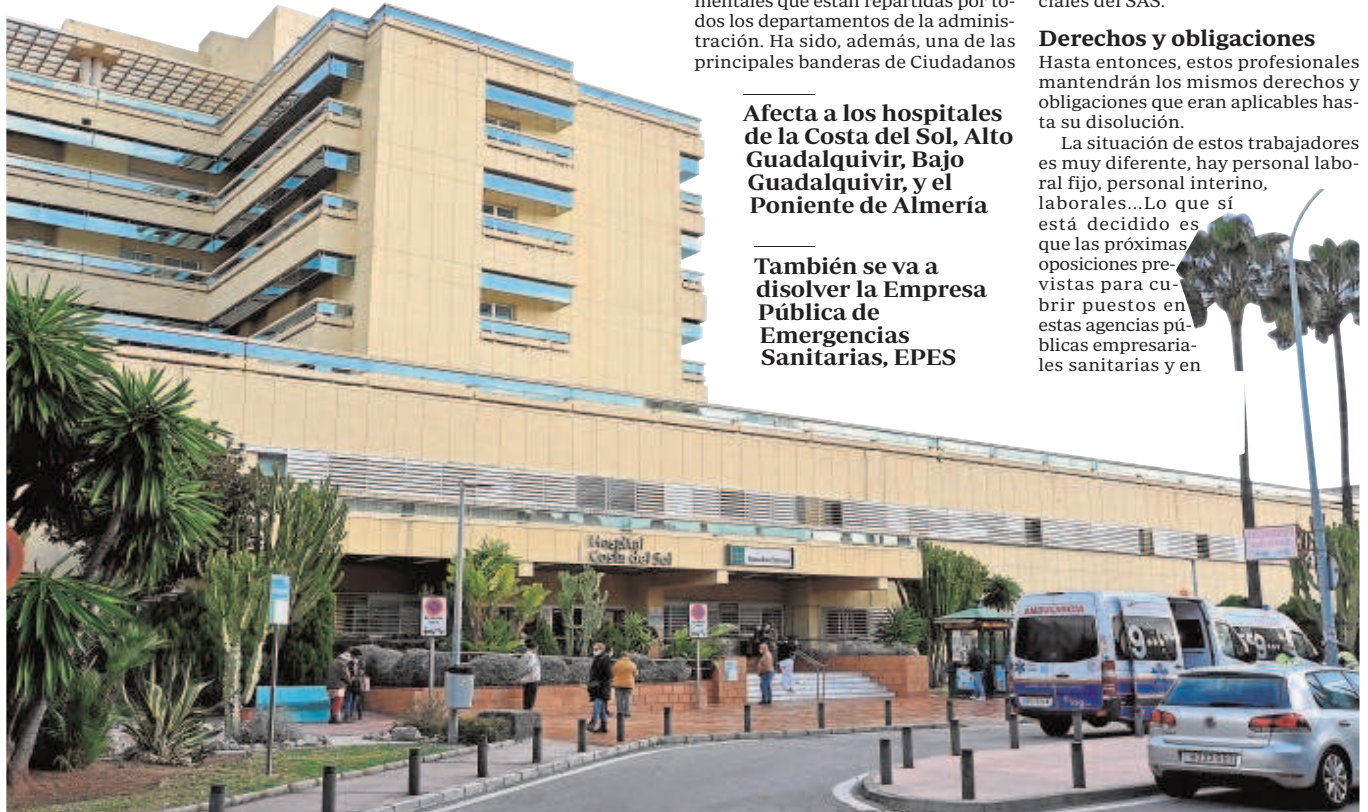 mentales que están repartidas por to-
dos los departamentos de la adminis-
tración. Ha sido, además, una de las
principales banderas de Ciudadanos
Afecta a los hospitales
de la Costa del Sol, Alto
Guadalquivir, Bajo
Guadalquivir, y el
Poniente de Almería
También se va a
disolver la Empresa
Pública de
Emergencias
Sanitarias, EPES
ciales del SAS.
Derechos y obligaciones
Hasta entonces, estos profesionales
mantendrán los mismos derechos y
obligaciones que eran aplicables has-
ta su disolución.
La situación de estos trabajadores
es muy diferente, hay personal labo-
ral fijo, personal interino,
laborales...Lo que sí
está decidido es
que las próximas
oposiciones pre-
vistas para cu-
brir puestos en
estas agencias pú-
blicas empresaria-
les sanitarias y en
Hospital
Costa del Sol
AMBULANCIA